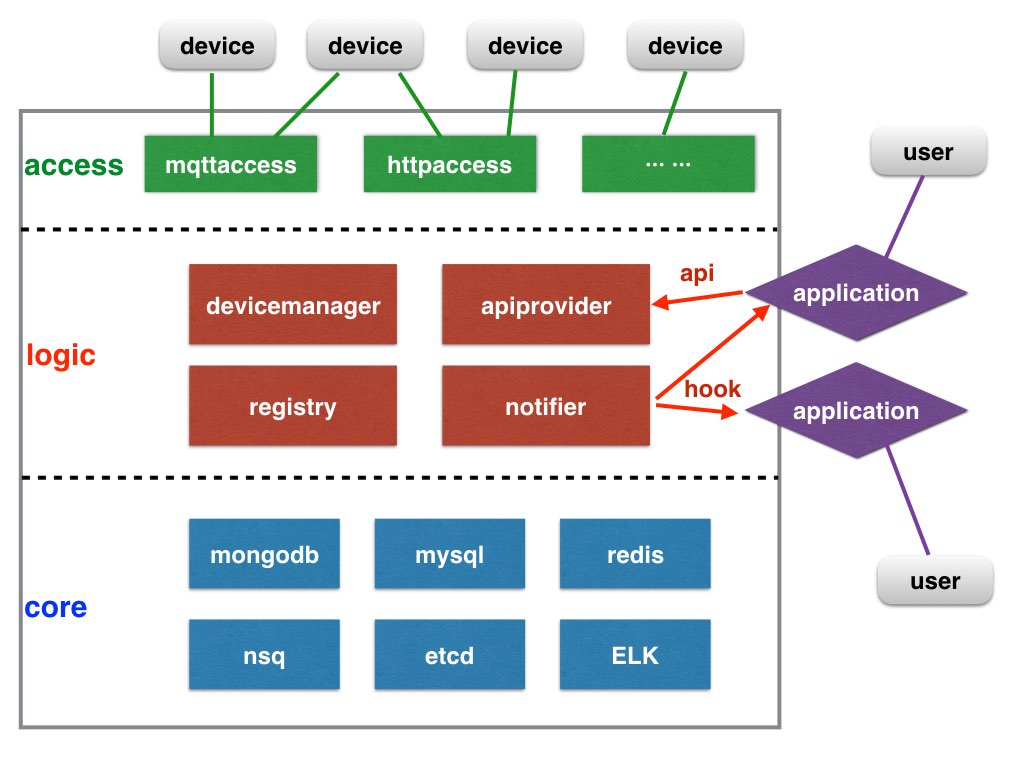 device
device
device
device
access
mqttaccess
httpaccess
... ...
user
logic
devicemanager
apiprovider
api
application
registry
notifier
hook
application
core
mongodb
mysql
redis
user
nsq
etcd
ELK